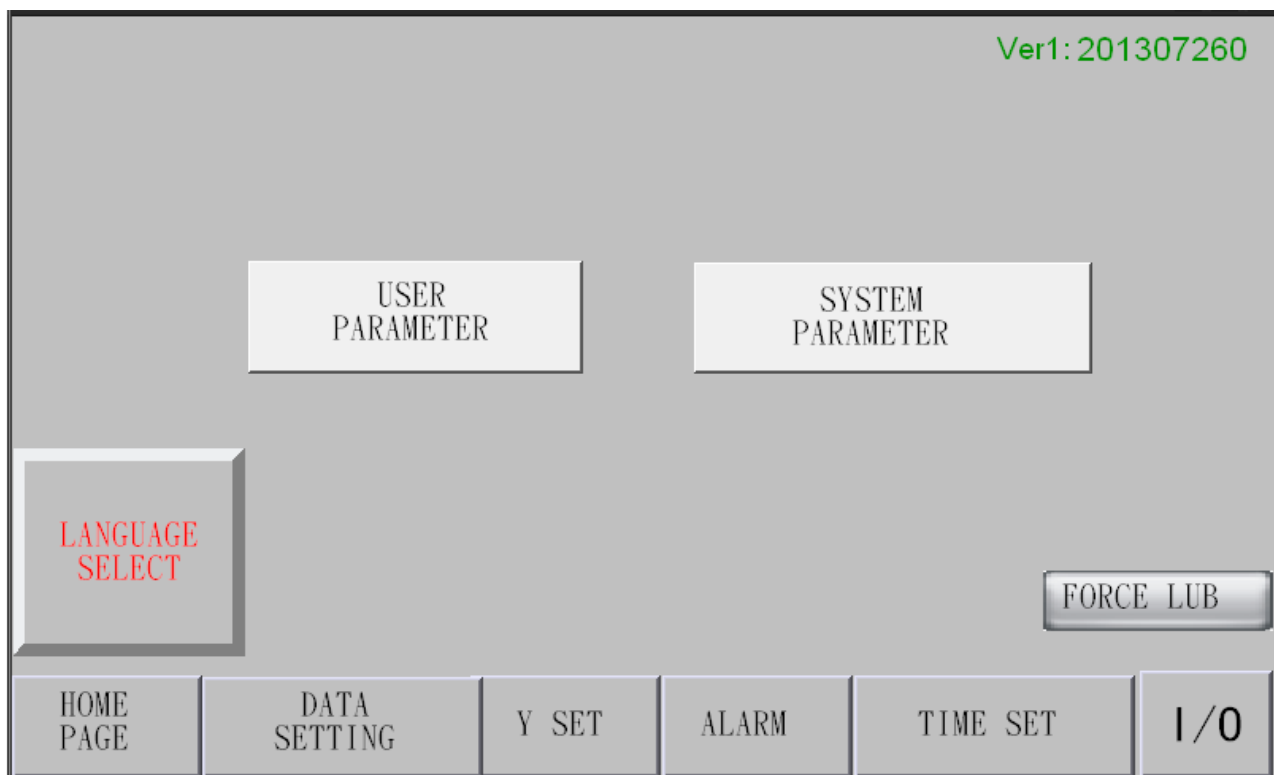 Ver1: 201307260
USER
PARAMETER
SYSTEM
PARAMETER
LANGUAGE
SELECT
FORCE LUB
HOME
PAGE
DATA
SETTING
Y SET
ALARM
TIME SET
I/O